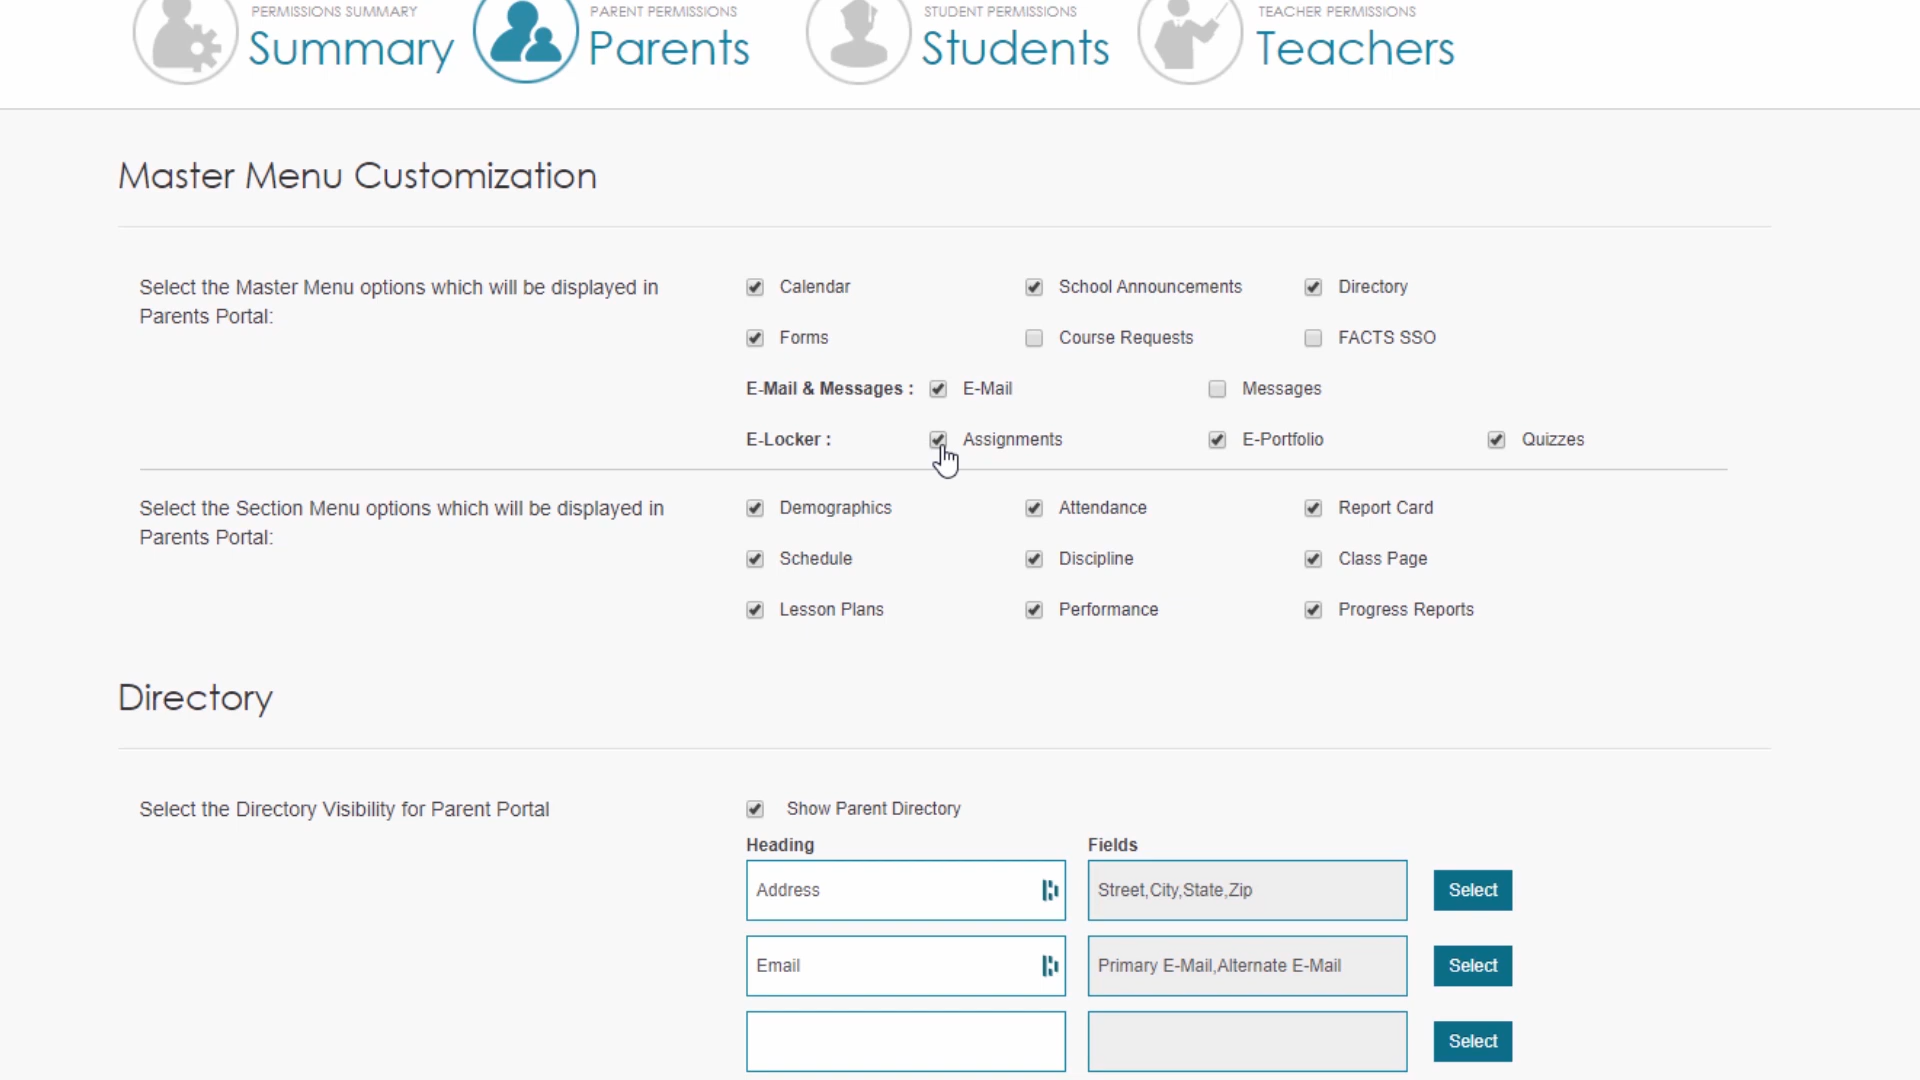 PERMISSIONS SUMMARY
Summary
PARENT PERMISSIONS
Parents
STUDENT PERMISSIONS
Students
TEACHER PERMISSIONS
Teachers
Master Menu Customization
Select the Master Menu options which will be displayed in
Parents Portal:
Calendar School Announcements Directory
Forms Course Requests FACTS SSO
E-Mail & Messages : E-Mail Messages
E-Locker : Assignments E-Portfolio Quizzes
Select the Section Menu options which will be displayed in
Parents Portal:
Demographics Attendance Report Card
Schedule Discipline Class Page
Lesson Plans Performance Progress Reports
Directory
Select the Directory Visibility for Parent Portal
Show Parent Directory
Heading Fields
Address Street,City,State,Zip Select
Email Primary E-Mail,Alternate E-Mail Select
Select